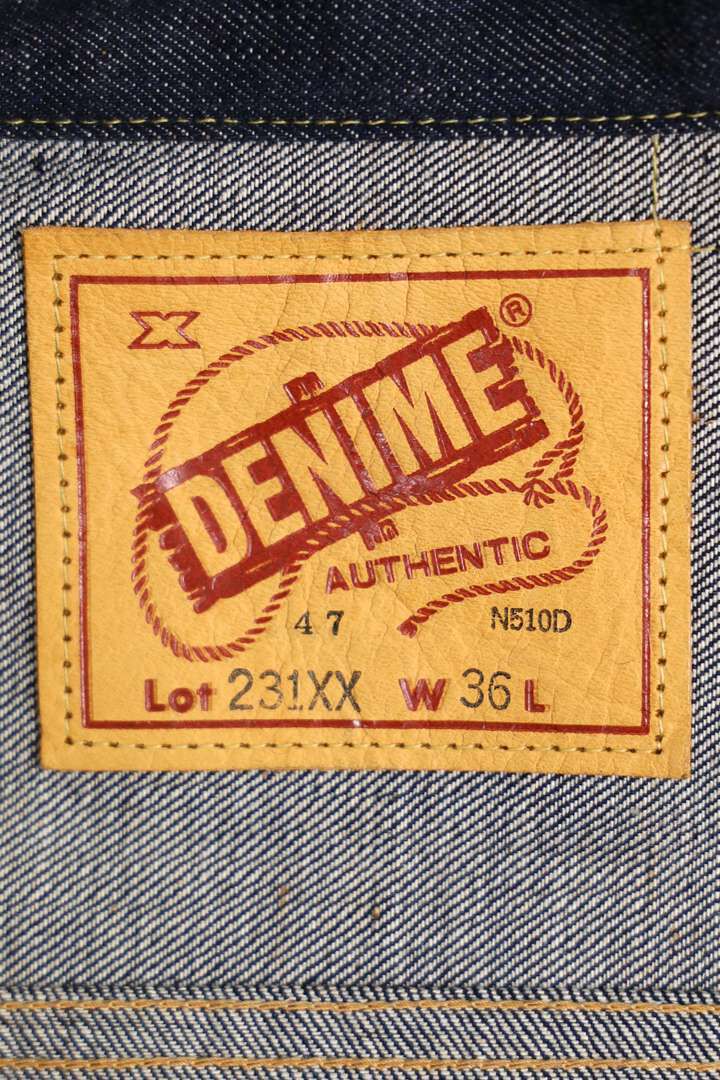 X
DENIME ®
AUTHENTIC
47 N510D
Lot 231XX W 36 L